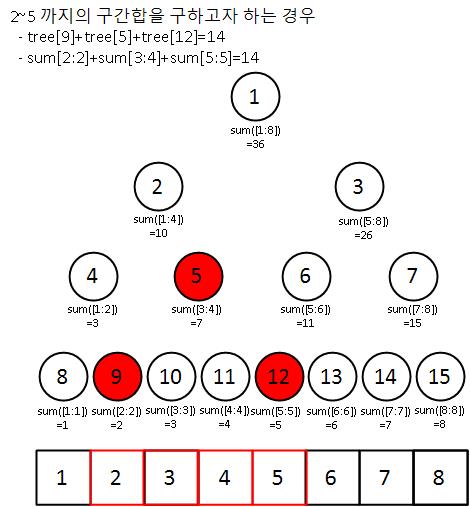 2~5 까지의 구간합을 구하고자 하는 경우
- tree[9]+tree[5]+tree[12]=14
- sum[2:2]+sum[3:4]+sum[5:5]=14
1
sum([1:8])
=36
2
3
sum([1:4])
=10
sum([5:8])
=26
4
5
6
7
sum([1:2])
=3
sum([3:4])
=7
sum([5:6])
=11
sum([7:8])
=15
8
9
10
11
12
13
14
15
sum([1:1])
=1
sum([2:2])
=2
sum([3:3])
=3
sum([4:4])
=4
sum([5:5])
=5
sum([6:6])
=6
sum([7:7])
=7
sum([8:8])
=8
1 2 3 4 5 6 7 8